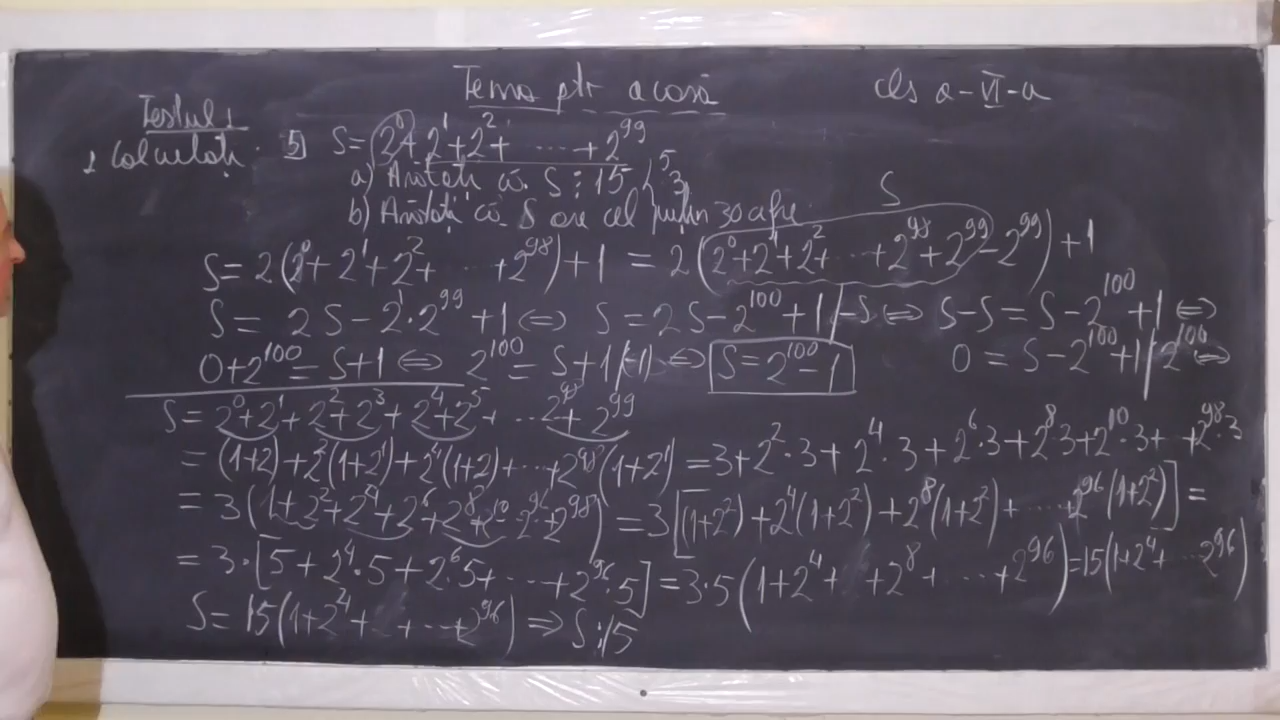 Tema ptr acasă cls a-VI-a
Testul 1
1 Calculați. 5) S=2⁰+2¹+2²+ ... +2⁹⁹
a) Arătați că S⋮15 } 5 3
b) Arătați că S are cel puțin 30 cifre.
S
S=2(2⁰+2¹+2²+ ... +2⁹⁸)+1 = 2(2⁰+2¹+2²+ ... +2⁹⁸+2⁹⁹-2⁹⁹)+1
S= 2S-2¹·2⁹⁹+1 ⇔ S=2S-2¹⁰⁰+1/-S ⇔ S-S=S-2¹⁰⁰+1 ⇔
0+2¹⁰⁰=S+1 ⇔ 2¹⁰⁰=S+1/(-1) ⇔ S=2¹⁰⁰-1 0=S-2¹⁰⁰+1/+2¹⁰⁰ ⇔
S=2⁰+2¹+2²+2³+2⁴+2⁵+ ... 2⁹⁸+2⁹⁹
=(1+2)+2²(1+2¹)+2⁴(1+2)+ ... +2⁹⁸(1+2¹)=3+2²·3+2⁴·3+2⁶·3+2⁸·3+2¹⁰·3+ ... +2⁹⁸·3
=3(1+2²+2⁴+2⁶+2⁸+2¹⁰ ... 2⁹⁶+2⁹⁸)=3[(1+2²)+2⁴(1+2²)+2⁸(1+2²)+ ... 2⁹⁶(1+2²)]=
=3·[5+2⁴·5+2⁶·5+ ... +2⁹⁶·5]=3·5(1+2⁴+ +2⁸+ ... +2⁹⁶)=15(1+2⁴+ ... 2⁹⁶)
S=15(1+2⁴+ + ... +2⁹⁶) ⇒ S⋮15